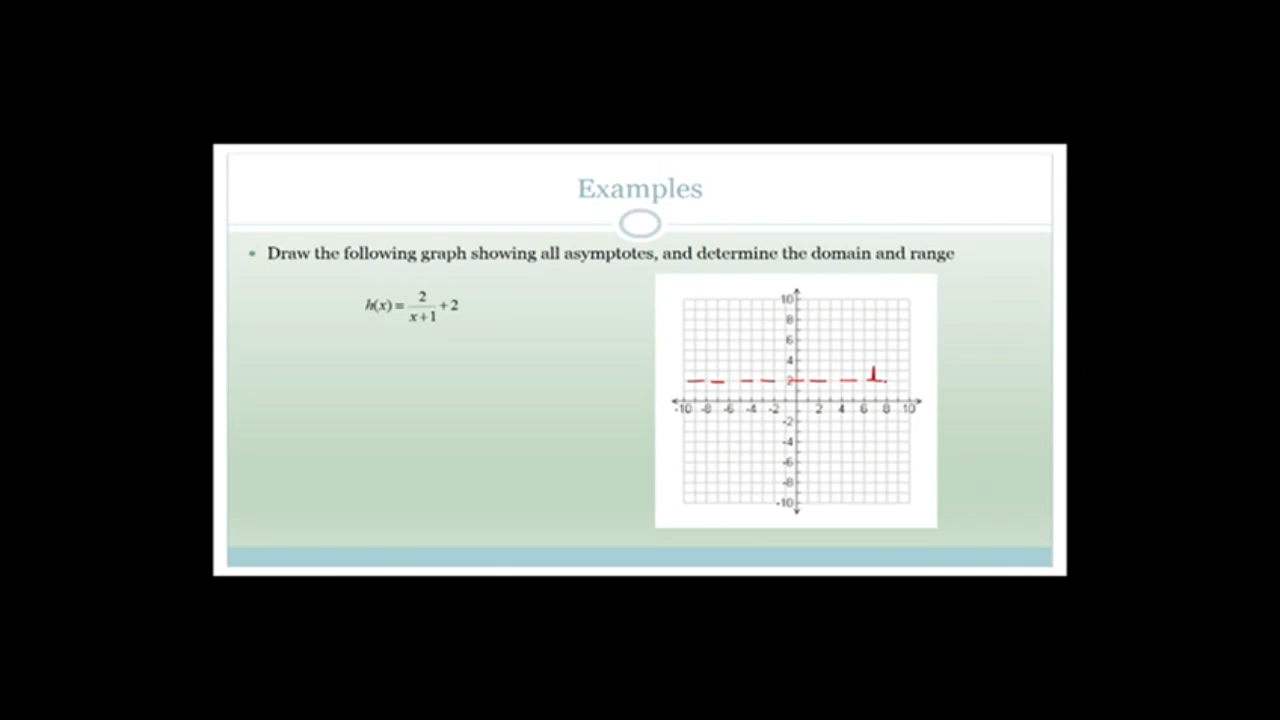 Examples
• Draw the following graph showing all asymptotes, and determine the domain and range
h(x) = 2/(x+1) + 2
10
8
6
4
2
-10 -8 -6 -4 -2 2 4 6 8 10
-2
-4
-6
-8
-10